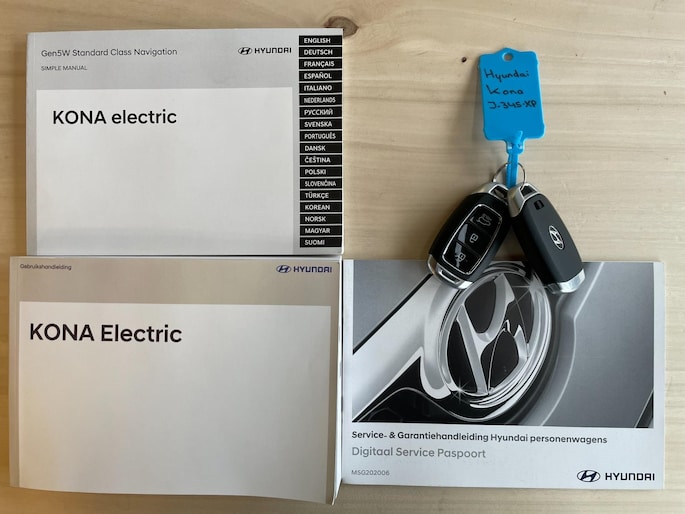 Gen5W Standard Class Navigation
SIMPLE MANUAL
HYUNDAI
KONA electric
ENGLISH
DEUTSCH
FRANÇAIS
ESPAÑOL
ITALIANO
NEDERLANDS
РУССКИЙ
SVENSKA
PORTUGUÊS
DANSK
ČEŠTINA
POLSKI
SLOVENČINA
TÜRKÇE
KOREAN
NORSK
MAGYAR
SUOMI
Hyundai
Kona
J-345-XP
Gebruikshandleiding
HYUNDAI
KONA Electric
Service- & Garantiehandleiding Hyundai personenwagens
Digitaal Service Paspoort
MSG202006
HYUNDAI